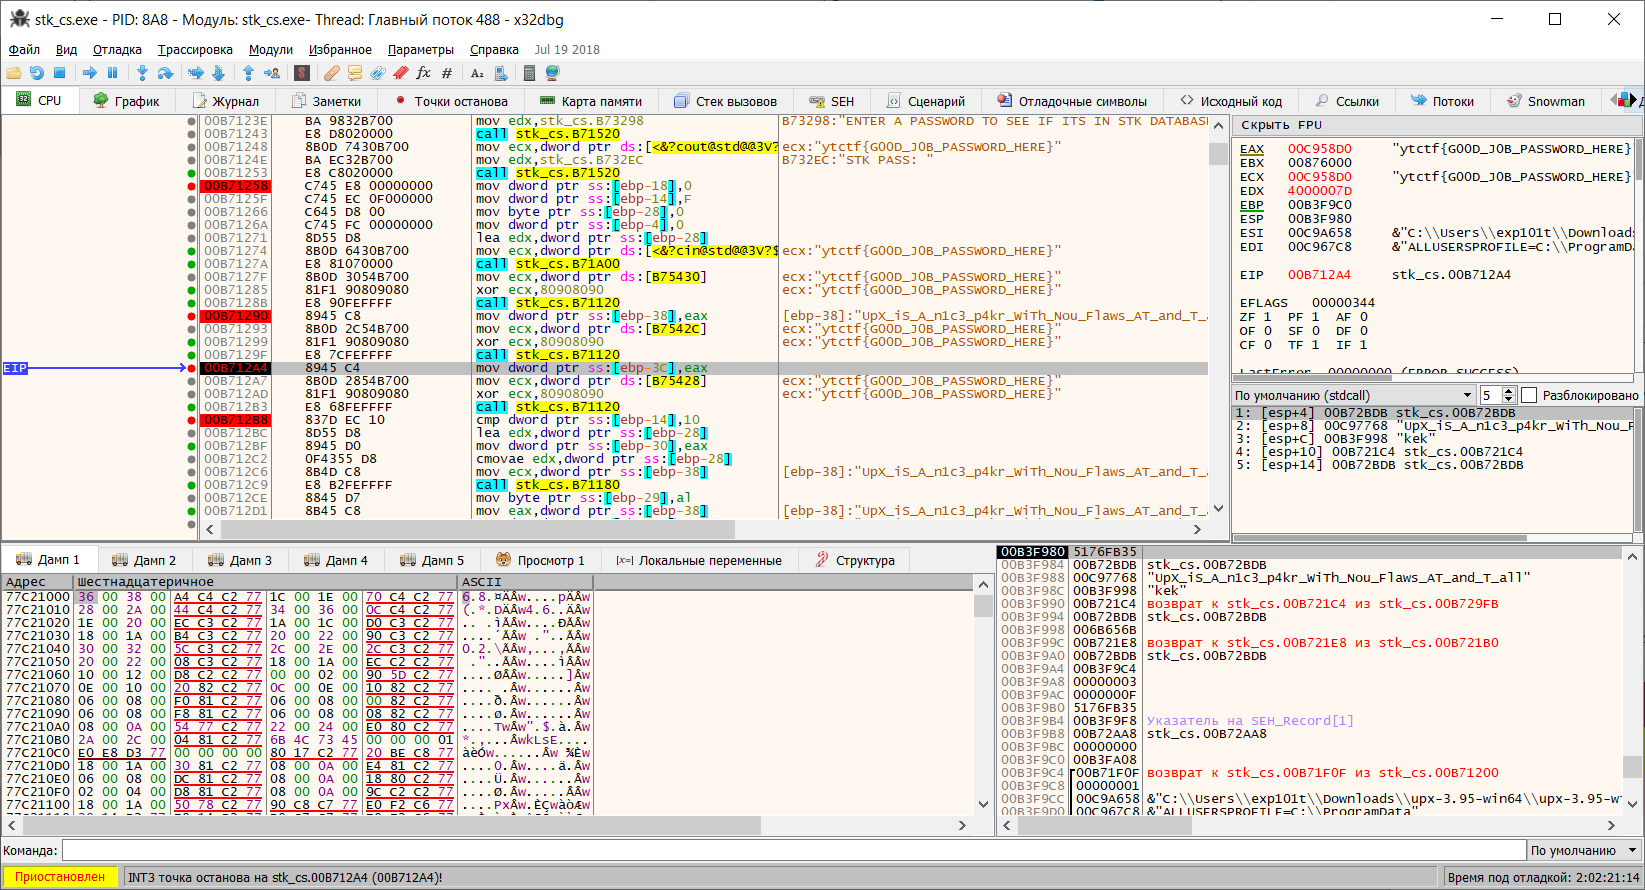 stk_cs.exe - PID: 8A8 - Модуль: stk_cs.exe- Thread: Главный поток 488 - x32dbg
Файл Вид Отладка Трассировка Модули Избранное Параметры Справка Jul 19 2018
CPU График Журнал Заметки Точки останова Карта памяти Стек вызовов SEH Сценарий Отладочные символы Исходный код Ссылки Потоки Snowman
00B7123E BA 9832B700 mov edx,stk_cs.B73298 B73298:"ENTER A PASSWORD TO SEE IF ITS IN STK DATABAS
00B71243 E8 D8020000 call stk_cs.B71520
00B71248 8B0D 7430B700 mov ecx,dword ptr ds:[<&?cout@std@@3V? ecx:"ytctf{GOOD_JOB_PASSWORD_HERE}"
00B7124E BA EC32B700 mov edx,stk_cs.B732EC B732EC:"STK PASS: "
00B71253 E8 C8020000 call stk_cs.B71520
00B71258 C745 E8 00000000 mov dword ptr ss:[ebp-18],0
00B7125F C745 EC 0F000000 mov dword ptr ss:[ebp-14],F
00B71266 C645 D8 00 mov byte ptr ss:[ebp-28],0
00B7126A C745 FC 00000000 mov dword ptr ss:[ebp-4],0
00B71271 8D55 D8 lea edx,dword ptr ss:[ebp-28]
00B71274 8B0D 6430B700 mov ecx,dword ptr ds:[<&?cin@std@@3V?$ ecx:"ytctf{GOOD_JOB_PASSWORD_HERE}"
00B7127A E8 81070000 call stk_cs.B71A00
00B7127F 8B0D 3054B700 mov ecx,dword ptr ds:[B75430] ecx:"ytctf{GOOD_JOB_PASSWORD_HERE}"
00B71285 81F1 90809080 xor ecx,80908090 ecx:"ytctf{GOOD_JOB_PASSWORD_HERE}"
00B7128B E8 90FEFFFF call stk_cs.B71120
00B71290 8945 C8 mov dword ptr ss:[ebp-38],eax [ebp-38]:"UpX_iS_A_n1c3_p4kr_WiTh_Nou_Flaws_AT_and_T_a
00B71293 8B0D 2C54B700 mov ecx,dword ptr ds:[B7542C] ecx:"ytctf{GOOD_JOB_PASSWORD_HERE}"
00B71299 81F1 90809080 xor ecx,80908090 ecx:"ytctf{GOOD_JOB_PASSWORD_HERE}"
00B7129F E8 7CFEFFFF call stk_cs.B71120
EIP 00B712A4 8945 C4 mov dword ptr ss:[ebp-3C],eax
00B712A7 8B0D 2854B700 mov ecx,dword ptr ds:[B75428] ecx:"ytctf{GOOD_JOB_PASSWORD_HERE}"
00B712AD 81F1 90809080 xor ecx,80908090 ecx:"ytctf{GOOD_JOB_PASSWORD_HERE}"
00B712B3 E8 68FEFFFF call stk_cs.B71120
00B712B8 837D EC 10 cmp dword ptr ss:[ebp-14],10
00B712BC 8D55 D8 lea edx,dword ptr ss:[ebp-28]
00B712BF 8945 D0 mov dword ptr ss:[ebp-30],eax
00B712C2 0F4355 D8 cmovae edx,dword ptr ss:[ebp-28]
00B712C6 8B4D C8 mov ecx,dword ptr ss:[ebp-38] [ebp-38]:"UpX_iS_A_n1c3_p4kr_WiTh_Nou_Flaws_AT_and_T_a
00B712C9 E8 B2FEFFFF call stk_cs.B71180
00B712CE 8845 D7 mov byte ptr ss:[ebp-29],al
00B712D1 8B45 C8 mov eax,dword ptr ss:[ebp-38] [ebp-38]:"UpX_iS_A_n1c3_p4kr_WiTh_Nou_Flaws_AT_and_T_a
Скрыть FPU
EAX 00C958D0 "ytctf{GOOD_JOB_PASSWORD_HERE}"
EBX 00876000
ECX 00C958D0 "ytctf{GOOD_JOB_PASSWORD_HERE}"
EDX 4000007D
EBP 00B3F9C0
ESP 00B3F980
ESI 00C9A658 &"C:\\Users\\exp101t\\Downloads
EDI 00C967C8 &"ALLUSERSPROFILE=C:\\ProgramDa
EIP 00B712A4 stk_cs.00B712A4
EFLAGS 00000344
ZF 1 PF 1 AF 0
OF 0 SF 0 DF 0
CF 0 TF 1 IF 1
LastError 00000000 (ERROR_SUCCESS)
По умолчанию (stdcall) 5 Разблокировано
1: [esp+4] 00B72BDB stk_cs.00B72BDB
2: [esp+8] 00C97768 "UpX_iS_A_n1c3_p4kr_WiTh_Nou_F
3: [esp+C] 00B3F998 "kek"
4: [esp+10] 00B721C4 stk_cs.00B721C4
5: [esp+14] 00B72BDB stk_cs.00B72BDB
Дамп 1 Дамп 2 Дамп 3 Дамп 4 Дамп 5 Просмотр 1 [x=] Локальные переменные Структура
Адрес Шестнадцатеричное ASCII
77C21000 36 00 38 00 A4 C4 C2 77 1C 00 1E 00 70 C4 C2 77 6.8.¤ÄÂw....pÄÂw
77C21010 28 00 2A 00 44 C4 C2 77 34 00 36 00 0C C4 C2 77 (.*.DÄÂw4.6..ÄÂw
77C21020 1E 00 20 00 EC C3 C2 77 1A 00 1C 00 D0 C3 C2 77 .. .ìÃÂw....ÐÃÂw
77C21030 18 00 1A 00 B4 C3 C2 77 20 00 22 00 90 C3 C2 77 ....´ÃÂw ."..ÃÂw
77C21040 30 00 32 00 5C C3 C2 77 2C 00 2E 00 2C C3 C2 77 0.2.\ÃÂw,...,ÃÂw
77C21050 20 00 22 00 08 C3 C2 77 18 00 1A 00 EC C2 C2 77 ."..ÃÂw....ìÂÂw
77C21060 10 00 12 00 D8 C2 C2 77 00 00 02 00 90 5D C2 77 ....ØÂÂw.....]Âw
77C21070 0E 00 10 00 20 82 C2 77 0C 00 0E 00 10 82 C2 77 .... .Âw......Âw
77C21080 06 00 08 00 F0 81 C2 77 06 00 08 00 00 82 C2 77 ....ð.Âw......Âw
77C21090 06 00 08 00 F8 81 C2 77 06 00 08 00 08 82 C2 77 ....ø.Âw......Âw
77C210A0 08 00 0A 00 54 77 C2 77 22 00 24 00 E0 80 C2 77 ....TwÂw".$.à.Âw
77C210B0 2A 00 2C 00 04 81 C2 77 6B 4C 73 45 00 00 00 01 *.,...ÂwkLsE....
77C210C0 E0 E8 D3 77 00 00 00 00 80 17 C2 77 20 BE C8 77 àèÓw......Âw ¾Èw
77C210D0 18 00 1A 00 30 81 C2 77 08 00 0A 00 E4 81 C2 77 ....0.Âw....ä.Âw
77C210E0 06 00 08 00 DC 81 C2 77 08 00 0A 00 18 80 C2 77 ....Ü.Âw......Âw
77C210F0 02 00 04 00 D8 81 C2 77 08 00 0A 00 9C C2 C2 77 ....Ø.Âw.....ÂÂw
77C21100 18 00 1A 00 50 78 C2 77 90 C8 C7 77 E0 F2 C6 77 ....PxÂw.ÈÇwàòÆw
00B3F980 5176FB35
00B3F984 00B72BDB stk_cs.00B72BDB
00B3F988 00C97768 "UpX_iS_A_n1c3_p4kr_WiTh_Nou_Flaws_AT_and_T_all"
00B3F98C 00B3F998 "kek"
00B3F990 00B721C4 возврат к stk_cs.00B721C4 из stk_cs.00B729FB
00B3F994 00B72BDB stk_cs.00B72BDB
00B3F998 006B656B
00B3F99C 00B721E8 возврат к stk_cs.00B721E8 из stk_cs.00B721B0
00B3F9A0 00B72BDB stk_cs.00B72BDB
00B3F9A4 00B3F9C4
00B3F9A8 00000003
00B3F9AC 0000000F
00B3F9B0 5176FB35
00B3F9B4 00B3F9F8 Указатель на SEH_Record[1]
00B3F9B8 00B72AA8 stk_cs.00B72AA8
00B3F9BC 00000000
00B3F9C0 00B3FA08
00B3F9C4 00B71F0F возврат к stk_cs.00B71F0F из stk_cs.00B71200
00B3F9C8 00000001
00B3F9CC 00C9A658 &"C:\\Users\\exp101t\\Downloads\\upx-3.95-win64\\upx-3.95-w
00B3F9D0 00C967C8 &"ALLUSERSPROFILE=C:\\ProgramData"
Команда: По умолчанию
Приостановлен INT3 точка останова на stk_cs.00B712A4 (00B712A4)! Время под отладкой: 2:02:21:14